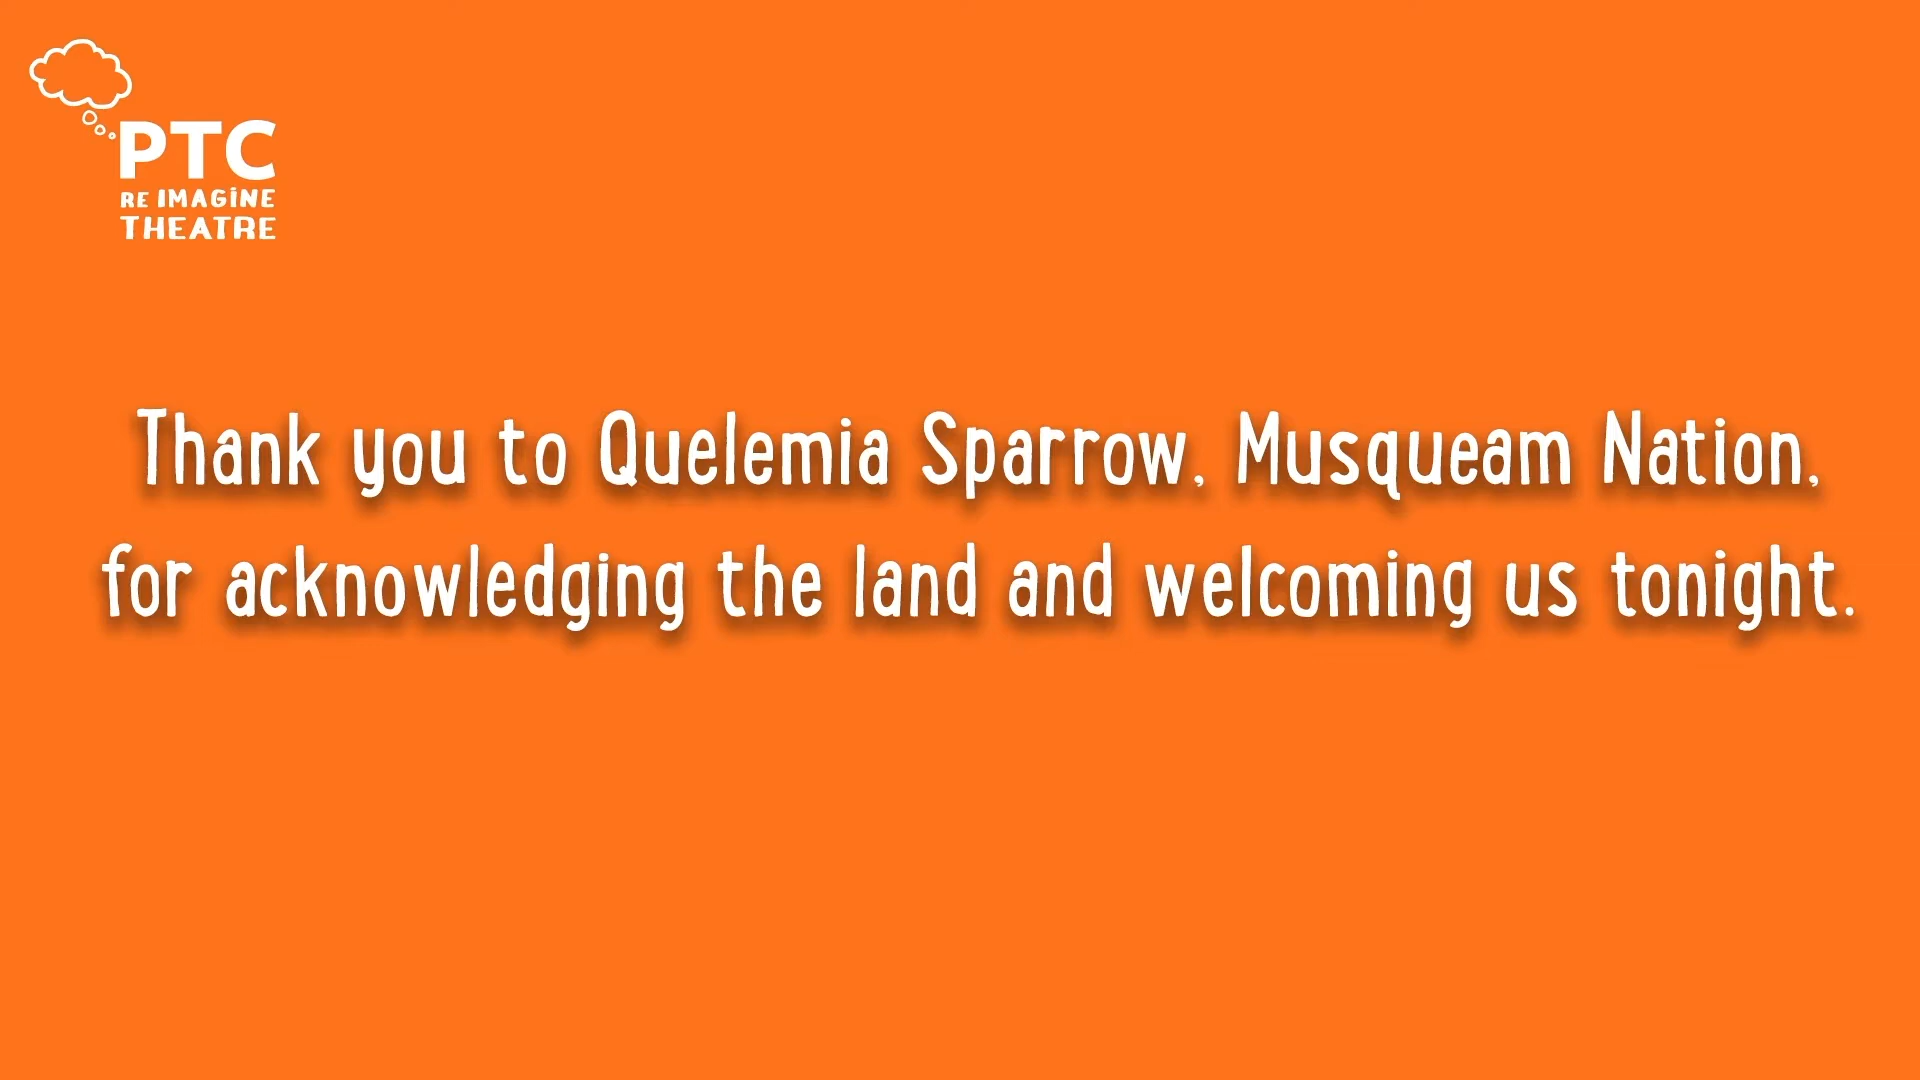 PTC
RE IMAGINE
THEATRE
Thank you to Quelemia Sparrow, Musqueam Nation,
for acknowledging the land and welcoming us tonight.